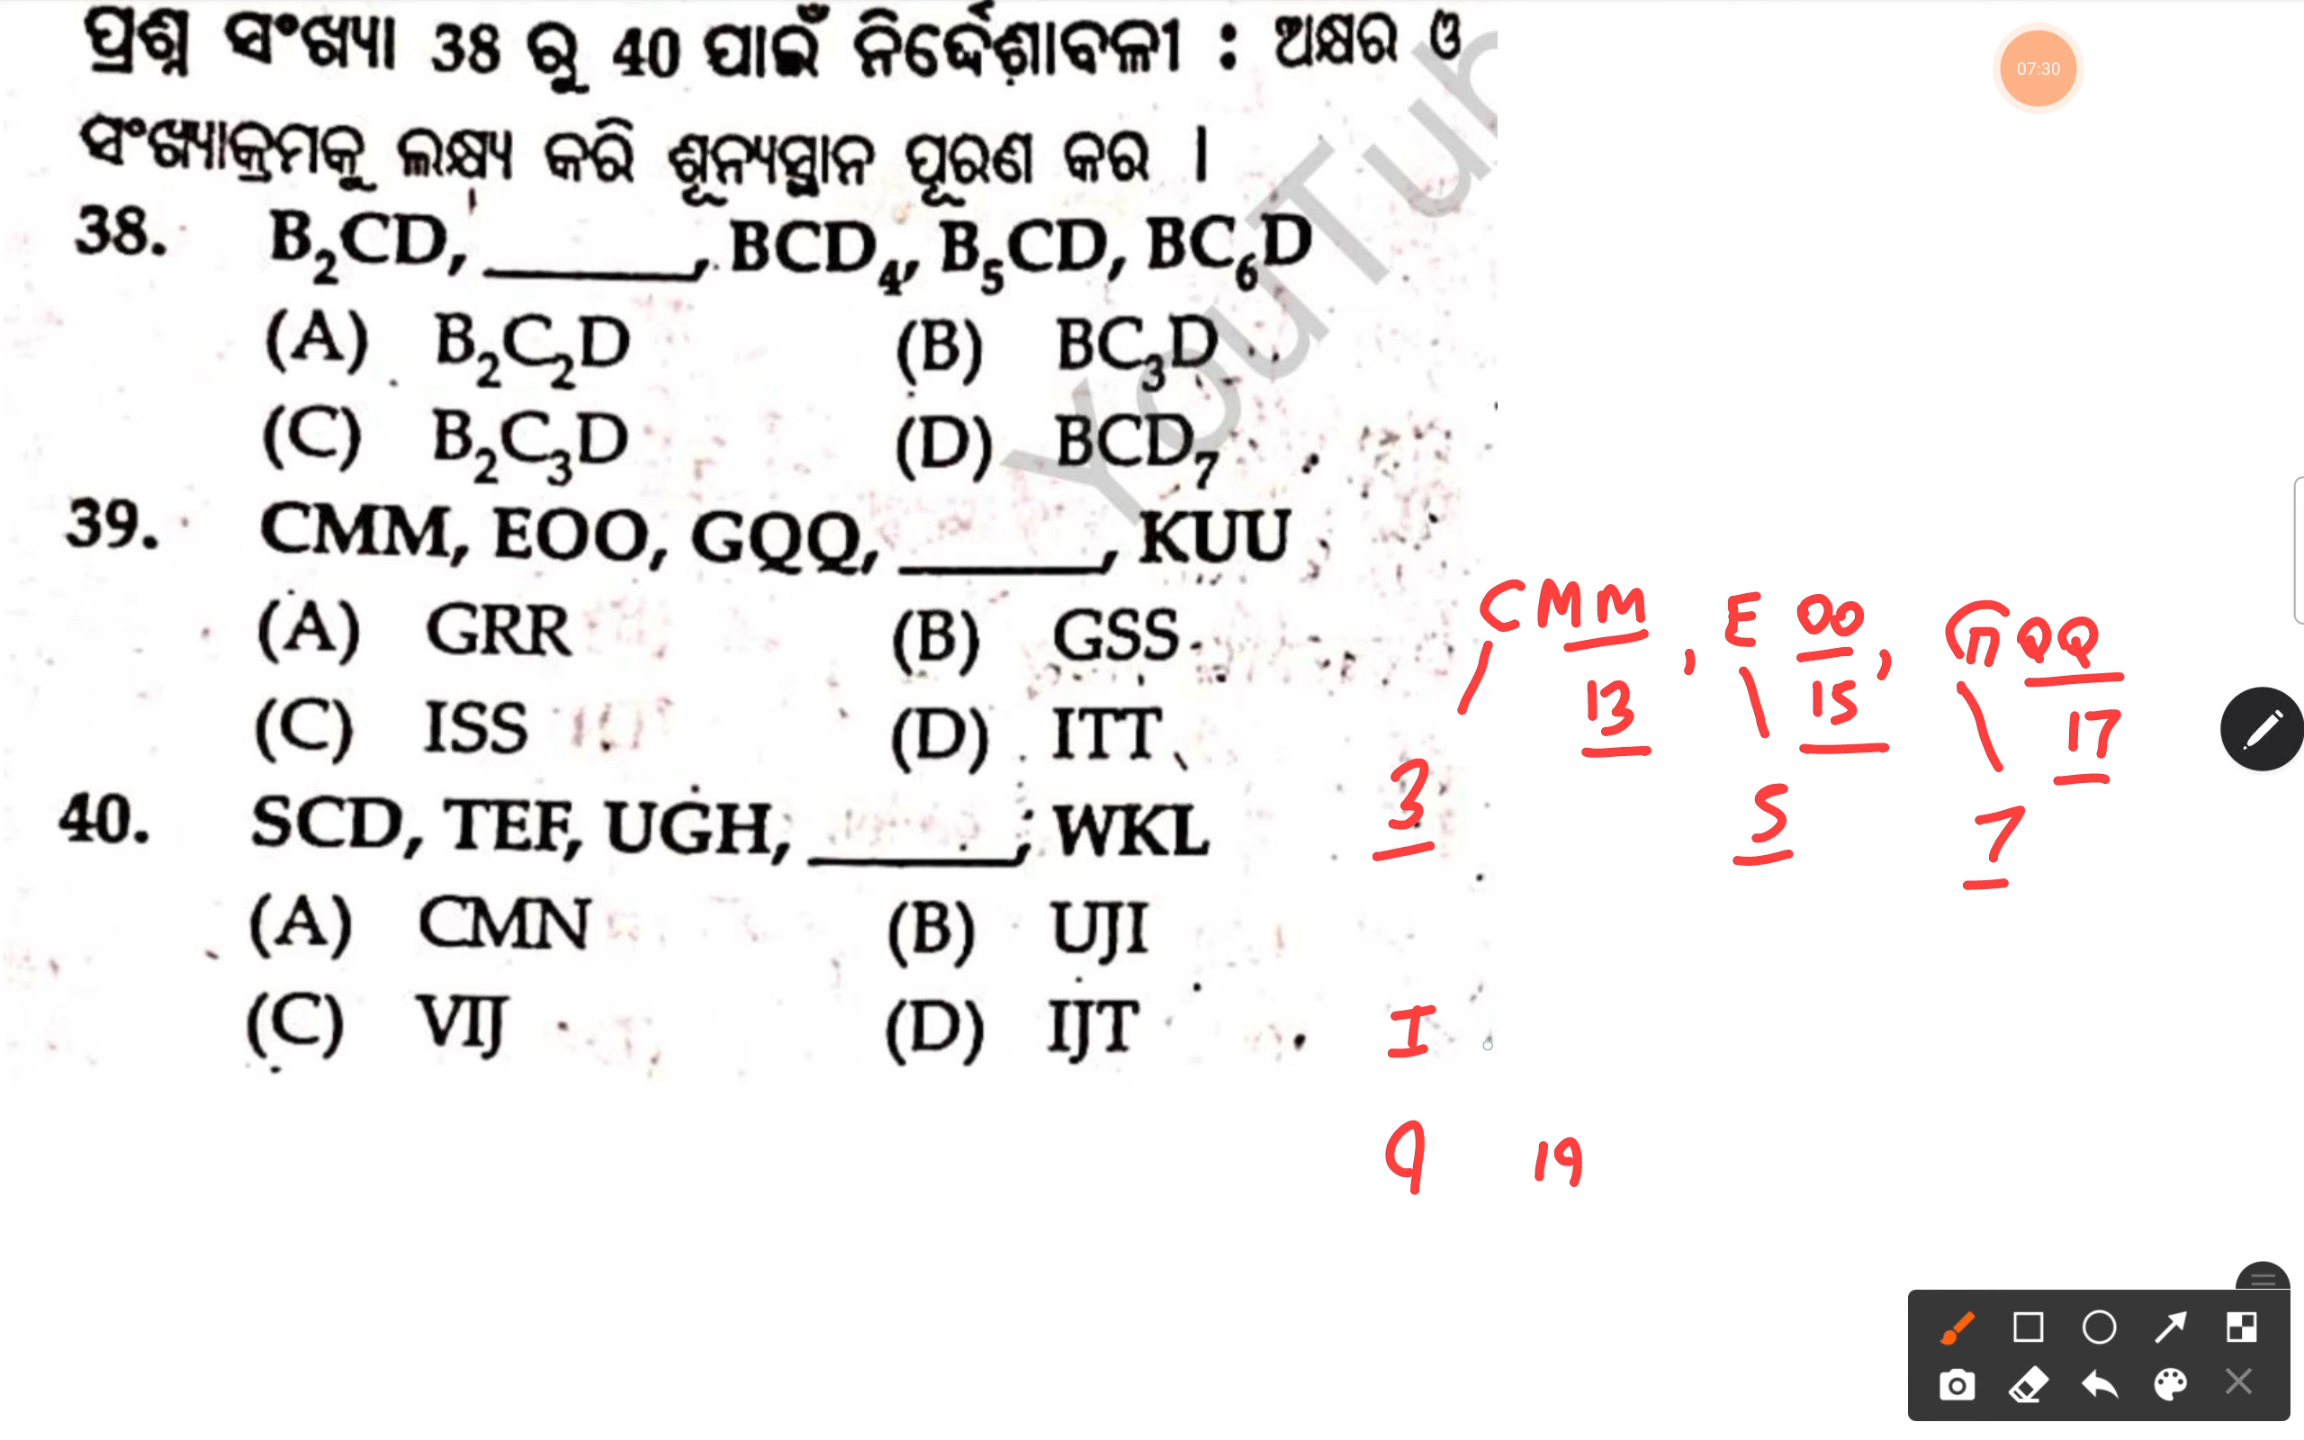 ପ୍ରଶ୍ନ ସଂଖ୍ୟା 38 ରୁ 40 ପାଇଁ ନିର୍ଦ୍ଦେଶାବଳୀ : ଅକ୍ଷର ଓ
07:30
ସଂଖ୍ୟାକ୍ରମକୁ ଲକ୍ଷ୍ୟ କରି ଶୂନ୍ୟସ୍ଥାନ ପୂରଣ କର ।
38. B₂CD, ______, BCD₄, B₅CD, BC₆D
(A) B₂C₂D (B) BC₃D
(C) B₂C₃D (D) BCD₇
39. CMM, EOO, GQQ, ______, KUU
(A) GRR (B) GSS
(C) ISS (D) ITT
40. SCD, TEF, UGH, ______, WKL
(A) CMN (B) UJI
(C) VIJ (D) IJT
CMM, EOO, GQQ
13 15 17
3 5 7
I
9 19
YouTu